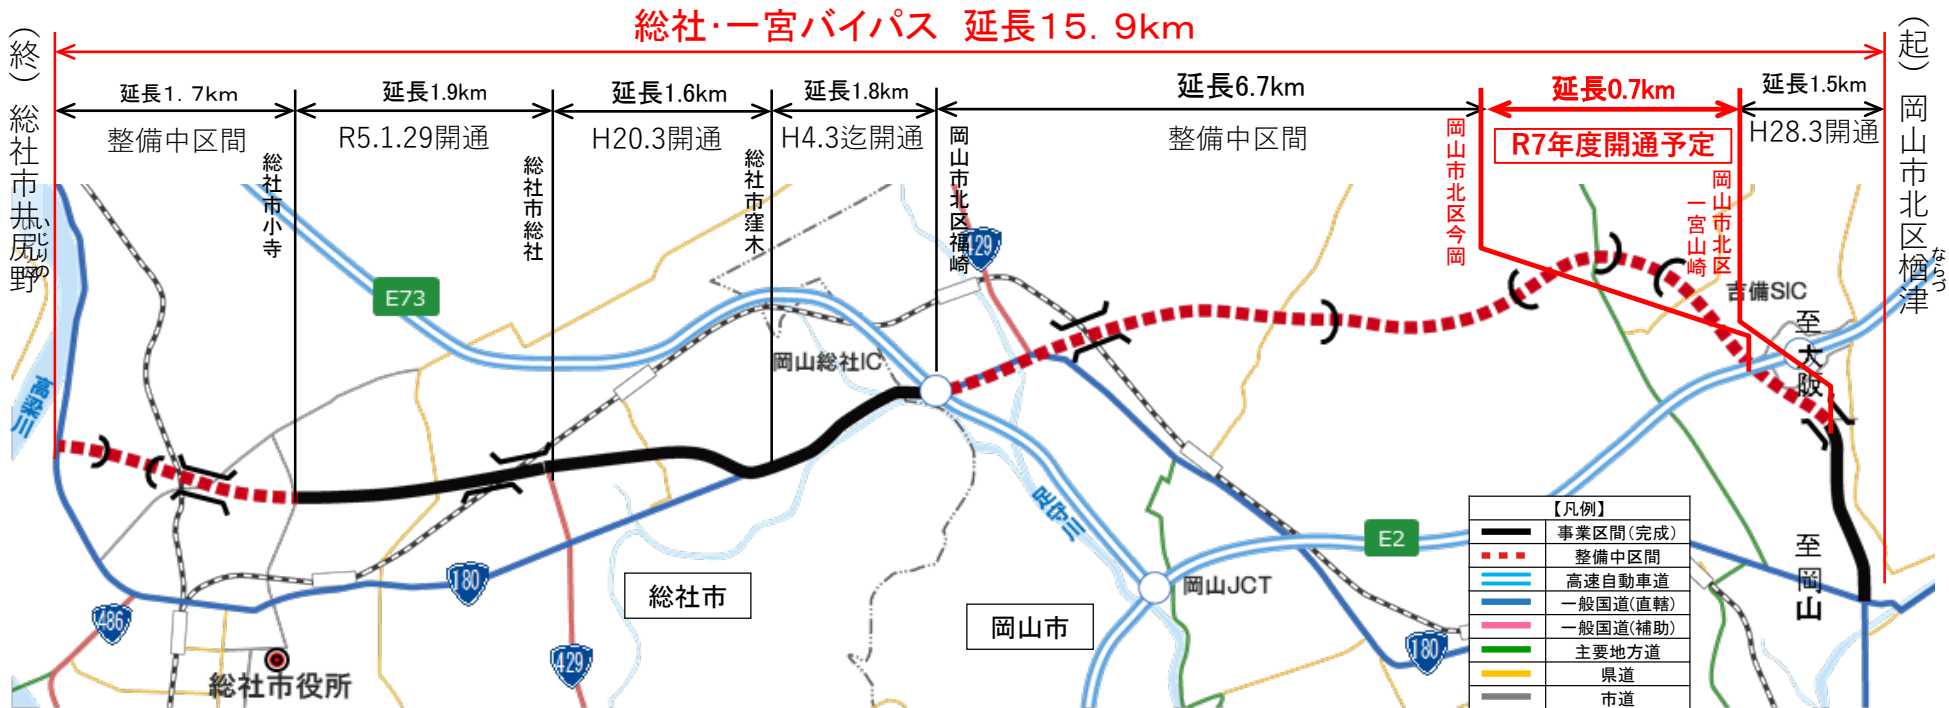 総社・一宮バイパス 延長15．9km
（終）総社市井尻野
いじりの
（起）岡山市北区楢津
ならづ
延長1．7km
整備中区間
延長1.9km
R5.1.29開通
延長1.6km
H20.3開通
延長1.8km
H4.3迄開通
延長6.7km
整備中区間
延長0.7km
R7年度開通予定
延長1.5km
H28.3開通
総社市小寺
総社市総社
総社市窪木
岡山市北区福崎
岡山市北区今岡
岡山市北区
一宮山崎
E73
429
岡山総社IC
吉備SIC
至大阪
高梁川
足守川
E2
岡山JCT
180
486
429
180
総社市
岡山市
総社市役所
至岡山
【凡例】
事業区間(完成)
整備中区間
高速自動車道
一般国道(直轄)
一般国道(補助)
主要地方道
県道
市道